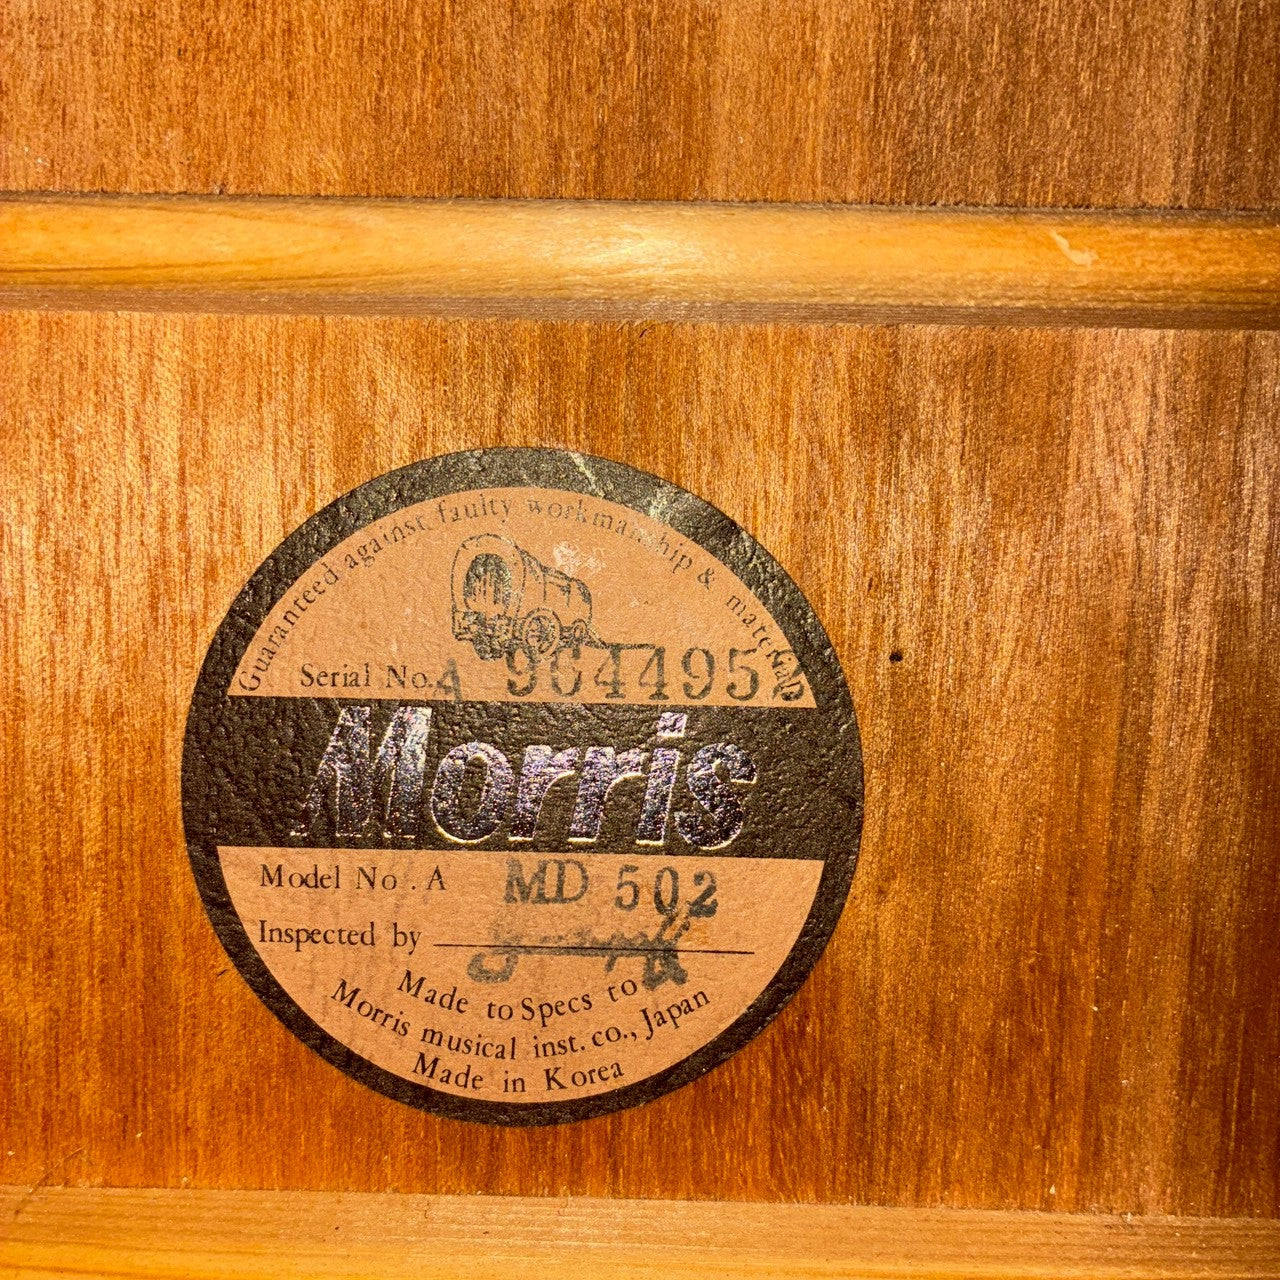 Guaranteed against faulty workmanship & material
Serial No. A 9C44955
Morris
Model No. A MD 502
Inspected by
Made to Specs to
Morris musical inst. co., Japan
Made in Korea